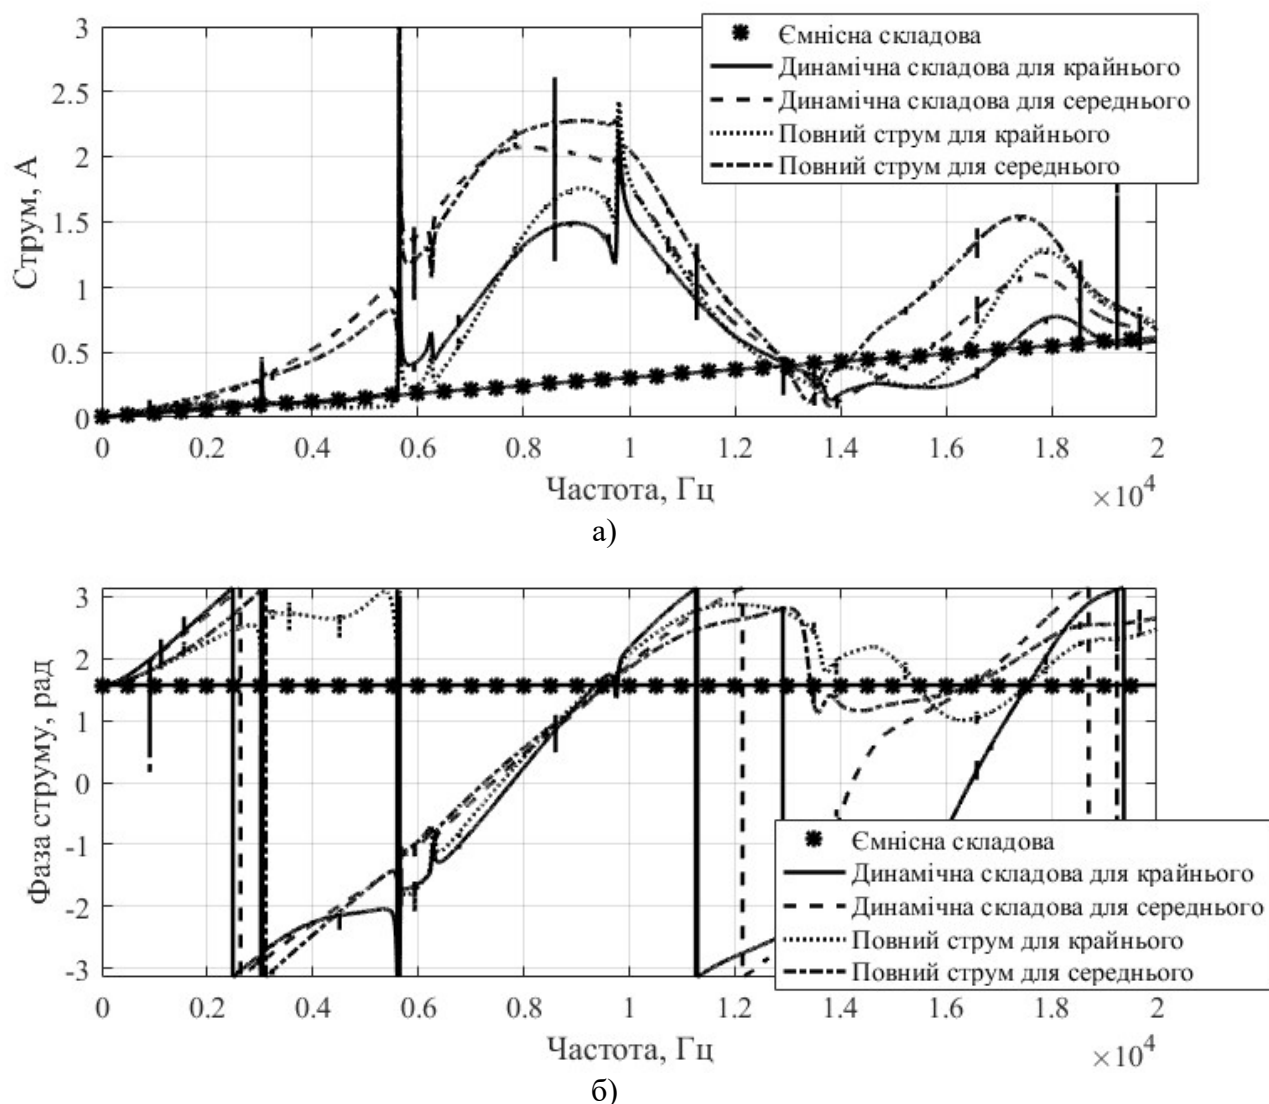 3
2.5
2
1.5
1
0.5
0
Струм, А
Ємнісна складова
Динамічна складова для крайнього
Динамічна складова для середнього
Повний струм для крайнього
Повний струм для середнього
0 0.2 0.4 0.6 0.8 1 1.2 1.4 1.6 1.8 2
Частота, Гц
×10⁴
а)
3
2
1
0
-1
-2
-3
Фаза струму, рад
Ємнісна складова
Динамічна складова для крайнього
Динамічна складова для середнього
Повний струм для крайнього
Повний струм для середнього
0 0.2 0.4 0.6 0.8 1 1.2 1.4 1.6 1.8 2
Частота, Гц
×10⁴
б)